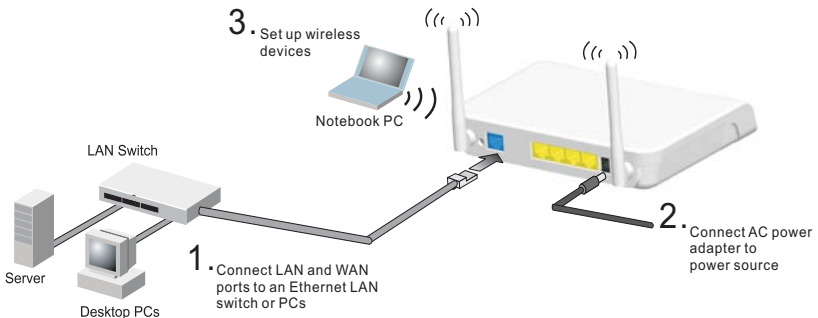 3. Set up wireless
devices
Notebook PC
LAN Switch
Server
Desktop PCs
1. Connect LAN and WAN
ports to an Ethernet LAN
switch or PCs
2. Connect AC power
adapter to
power source